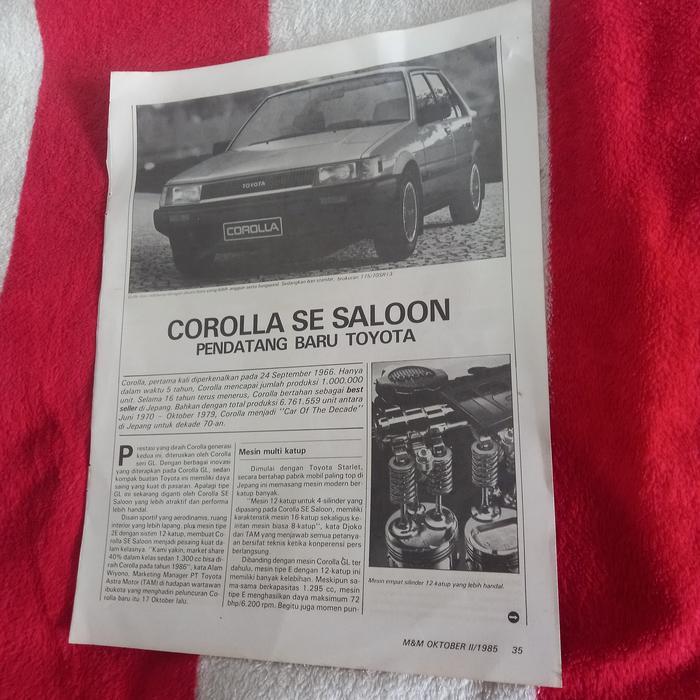 TOYOTA
COROLLA
anggun serta fungsional. Sedangkan ban standar, berukuran 175/70SR13.
COROLLA SE SALOON
PENDATANG BARU TOYOTA
Corolla, pertama kali diperkenalkan pada 24 September 1966. Hanya
dalam waktu 5 tahun, Corolla mencapai jumlah produksi 1.000.000
unit. Selama 16 tahun terus menerus, Corolla bertahan sebagai best
seller di Jepang. Bahkan dengan total produksi 6.761.559 unit antara
Juni 1970 – Oktober 1979, Corolla menjadi "Car Of The Decade"
di Jepang untuk dekade 70-an.
Prestasi yang diraih Corolla generasi
kedua ini, diteruskan oleh Corolla
seri GL. Dengan berbagai inovasi
yang diterapkan pada Corolla GL, sedan
kompak buatan Toyota ini memiliki daya
saing yang kuat di pasaran. Apalagi tipe
GL ini sekarang diganti oleh Corolla SE
Saloon yang lebih atraktif dan performa
lebih handal.
Disain sportif yang aerodinamis, ruang
interior yang lebih lapang, plus mesin tipe
2E dengan sistim 12-katup, membuat Co-
rolla SE Saloon menjadi pesaing kuat da-
lam kelasnya. "Kami yakin, market share
40% dalam kelas sedan 1.300 cc bisa di-
raih Corolla pada tahun 1986", kata Alam
Wiyono, Marketing Manager PT Toyota
Astra Motor (TAM) di hadapan wartawan
ibukota yang menghadiri peluncuran Co-
rolla baru itu 17 Oktober lalu.
Mesin multi katup
Dimulai dengan Toyota Starlet,
secara bertahap pabrik mobil paling top di
Jepang ini memasang mesin modern ber-
katup banyak.
"Mesin 12-katup untuk 4-silinder yang
dipasang pada Corolla SE Saloon, memiliki
karakteristik mesin 16-katup sekaligus ke-
iritan mesin biasa 8-katup", kata Djoko
dari TAM yang menjawab semua petanya-
an bersifat teknis ketika konperensi pers
berlangsung.
Dibanding dengan mesin Corolla GL ter-
dahulu, mesin tipe E dengan 12-katup ini
memiliki banyak kelebihan. Meskipun sa-
ma-sama berkapasitas 1.295 cc, mesin
tipe E menghasilkan daya maximum 72
bhp/6.200 rpm. Begitu juga momen pun-
Mesin empat silinder 12-katup yang lebih handal.
M&M OKTOBER II/1985 35